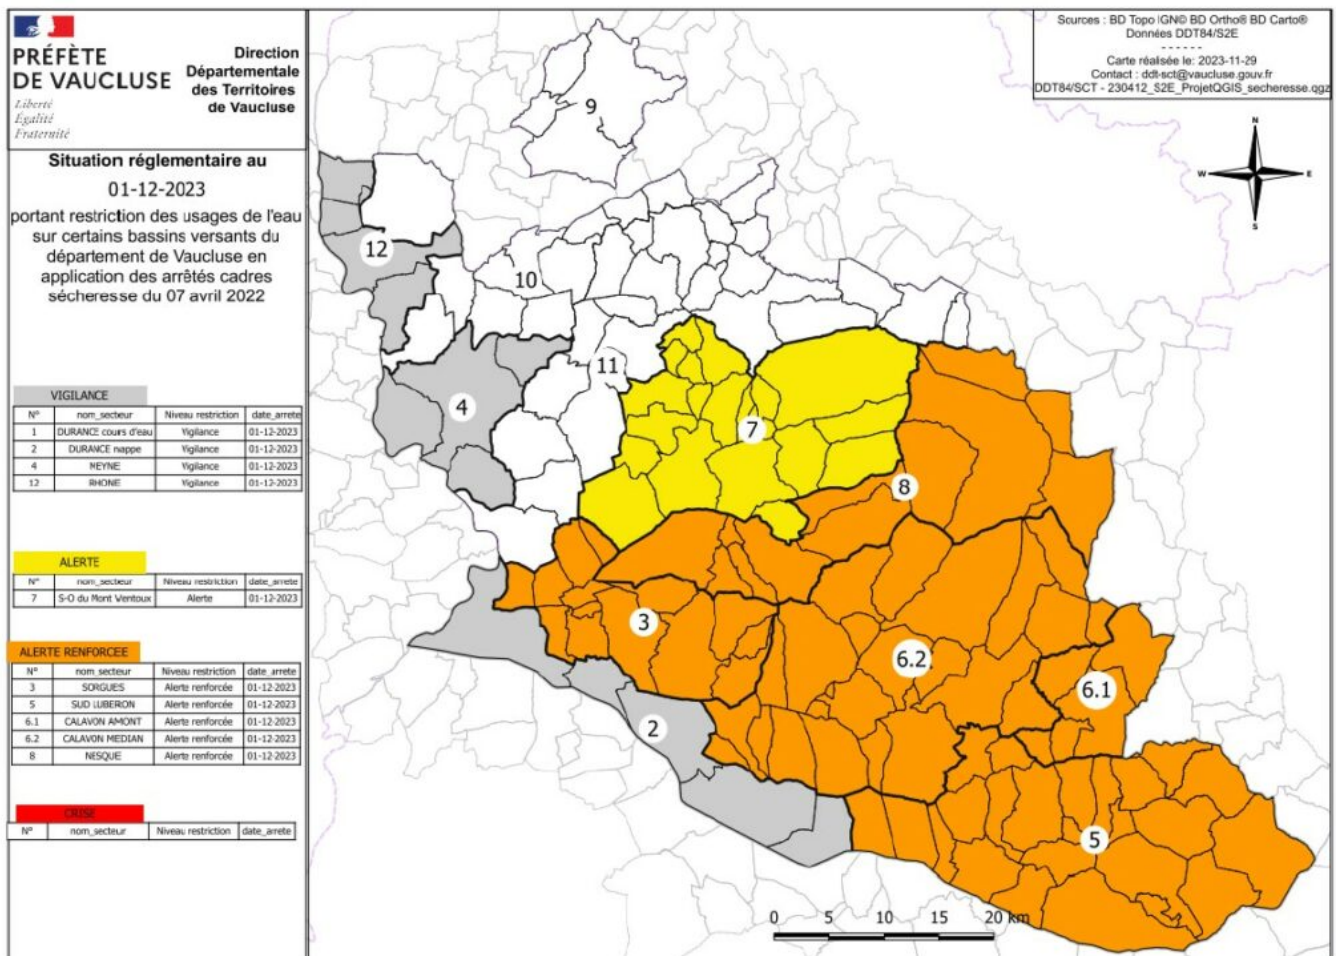 PRÉFÈTE
DE VAUCLUSE
Liberté
Égalité
Fraternité
Direction
Départementale
des Territoires
de Vaucluse
Situation réglementaire au
01-12-2023
portant restriction des usages de l'eau
sur certains bassins versants du
département de Vaucluse en
application des arrêtés cadres
sécheresse du 07 avril 2022
VIGILANCE
N° nom_secteur Niveau restriction date_arrete
1 DURANCE cours d'eau Vigilance 01-12-2023
2 DURANCE nappe Vigilance 01-12-2023
4 MEYNE Vigilance 01-12-2023
12 RHONE Vigilance 01-12-2023
ALERTE
N° nom_secteur Niveau restriction date_arrete
7 S-O du Mont Ventoux Alerte 01-12-2023
ALERTE RENFORCEE
N° nom_secteur Niveau restriction date_arrete
3 SORGUES Alerte renforcée 01-12-2023
5 SUD LUBERON Alerte renforcée 01-12-2023
6.1 CALAVON AMONT Alerte renforcée 01-12-2023
6.2 CALAVON MEDIAN Alerte renforcée 01-12-2023
8 NESQUE Alerte renforcée 01-12-2023
CRISE
N° nom_secteur Niveau restriction date_arrete
Sources : BD Topo IGN© BD Ortho® BD Carto®
Données DDT84/S2E
- - - - - -
Carte réalisée le: 2023-11-29
Contact : ddt-sct@vaucluse.gouv.fr
DDT84/SCT - 230412_S2E_ProjetQGIS_secheresse.qgz
N
W E
S
9
12
10
11
4
7
8
3
6.2
6.1
2
5
0 5 10 15 20 km